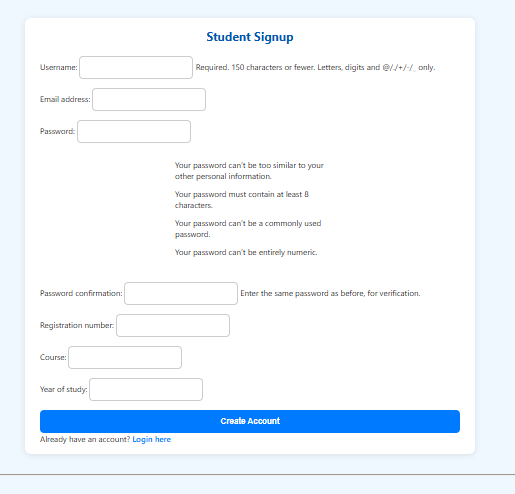 Student Signup
Username: Required. 150 characters or fewer. Letters, digits and @/./+/-/_ only.
Email address:
Password:
Your password can't be too similar to your
other personal information.
Your password must contain at least 8
characters.
Your password can't be a commonly used
password.
Your password can't be entirely numeric.
Password confirmation: Enter the same password as before, for verification.
Registration number:
Course:
Year of study:
Create Account
Already have an account? Login here